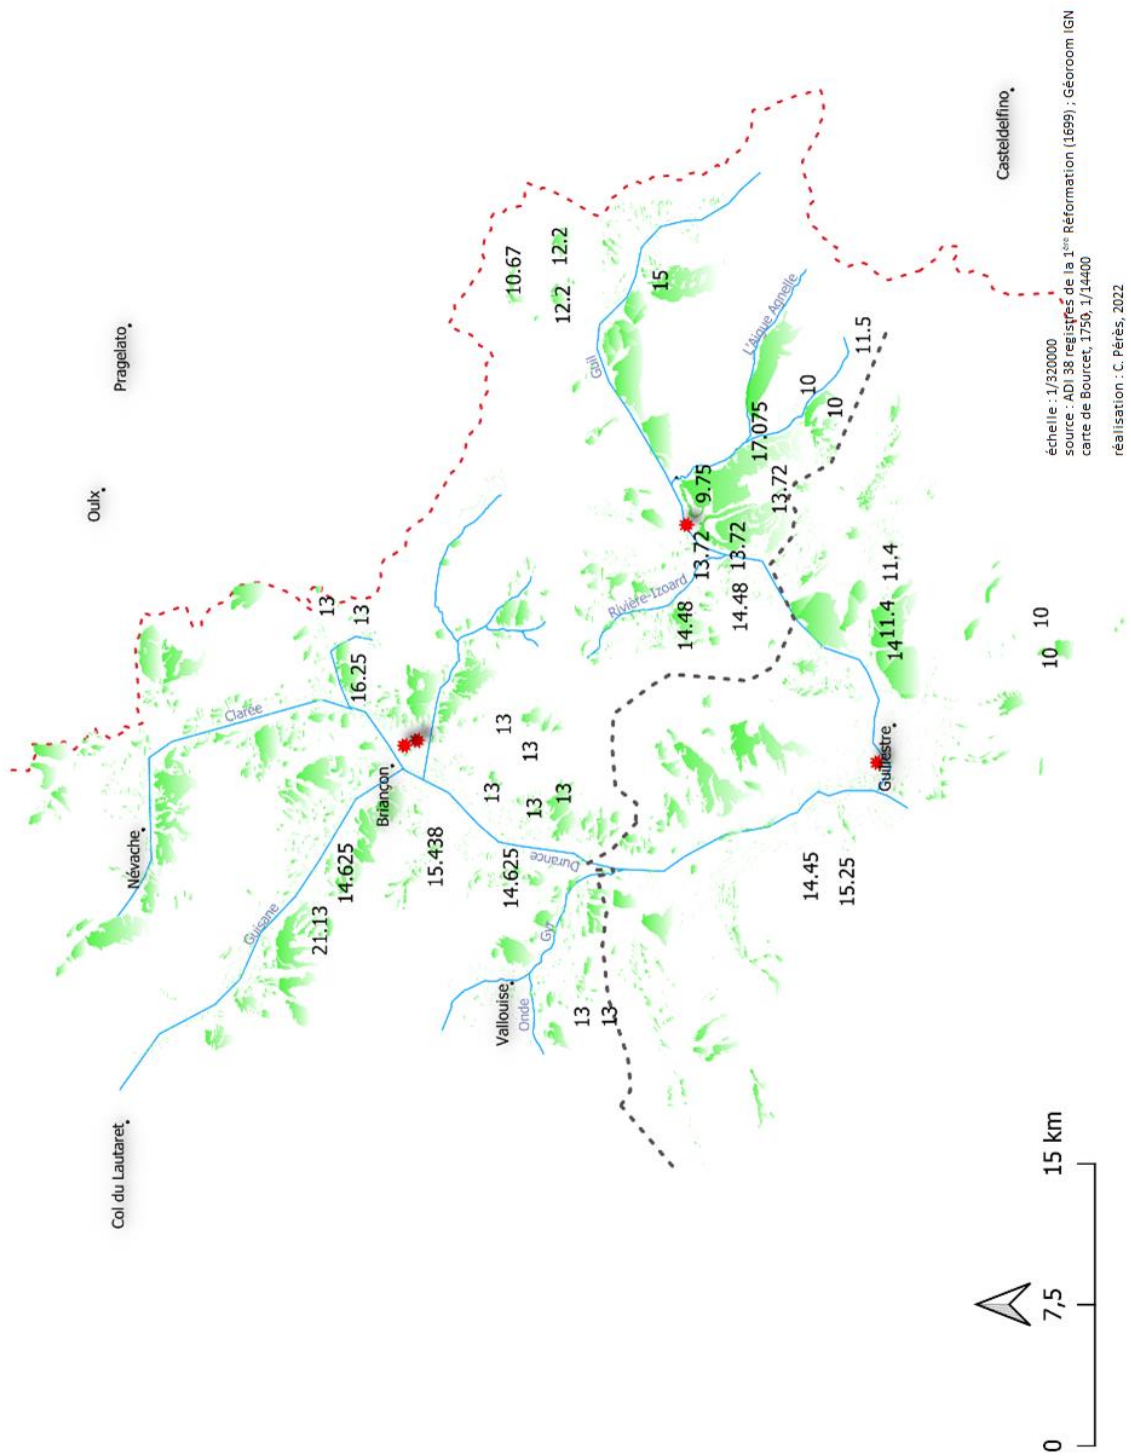 Oulx
Col du Lautaret
Pragelato
Névache
Clarée
Guisane
21.13
13
14.625
16.25
13
Briançon
15.438
13
Vallouise
13
14.625
10.67
Onde
13
13
Gyr
Durance
12.2
12.2
13
13
Guil
13
Rivière-Izoard
15
14.48
13.72
9.75
13.72
14.48
17.075
L'Aigue Agnelle
13.72
10
14.45
10
15.25
11.5
Guillestre
14
11.4
11.4
Casteldelfino
10
10
0 7,5 15 km
échelle : 1/320000
source : ADI 38 registres de la 1ère Réformation (1699) ; Géoroom IGN
carte de Bourcet, 1750, 1/14400
réalisation : C. Pérès, 2022